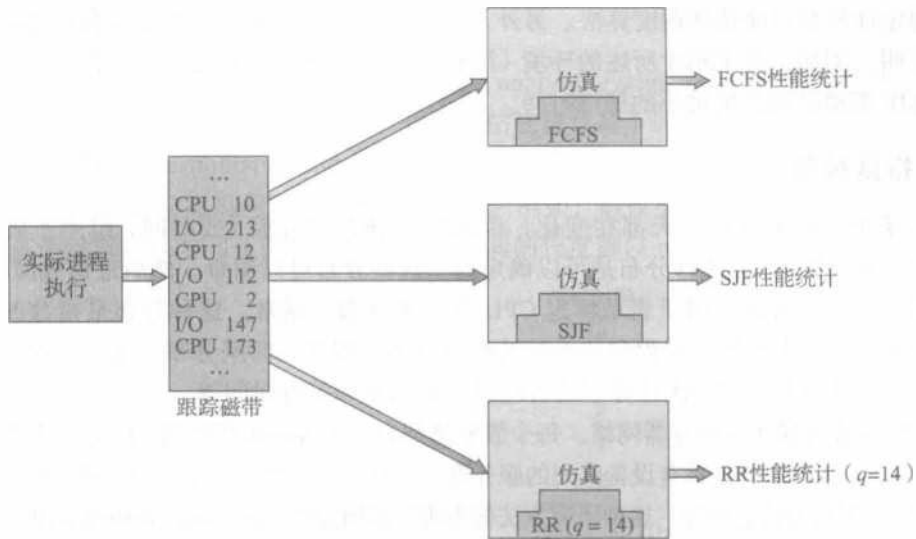 实际进程
执行
…
CPU 10
I/O 213
CPU 12
I/O 112
CPU 2
I/O 147
CPU 173
…
跟踪磁带
仿真
FCFS
FCFS性能统计
仿真
SJF
SJF性能统计
仿真
RR (q = 14)
RR性能统计（q=14）